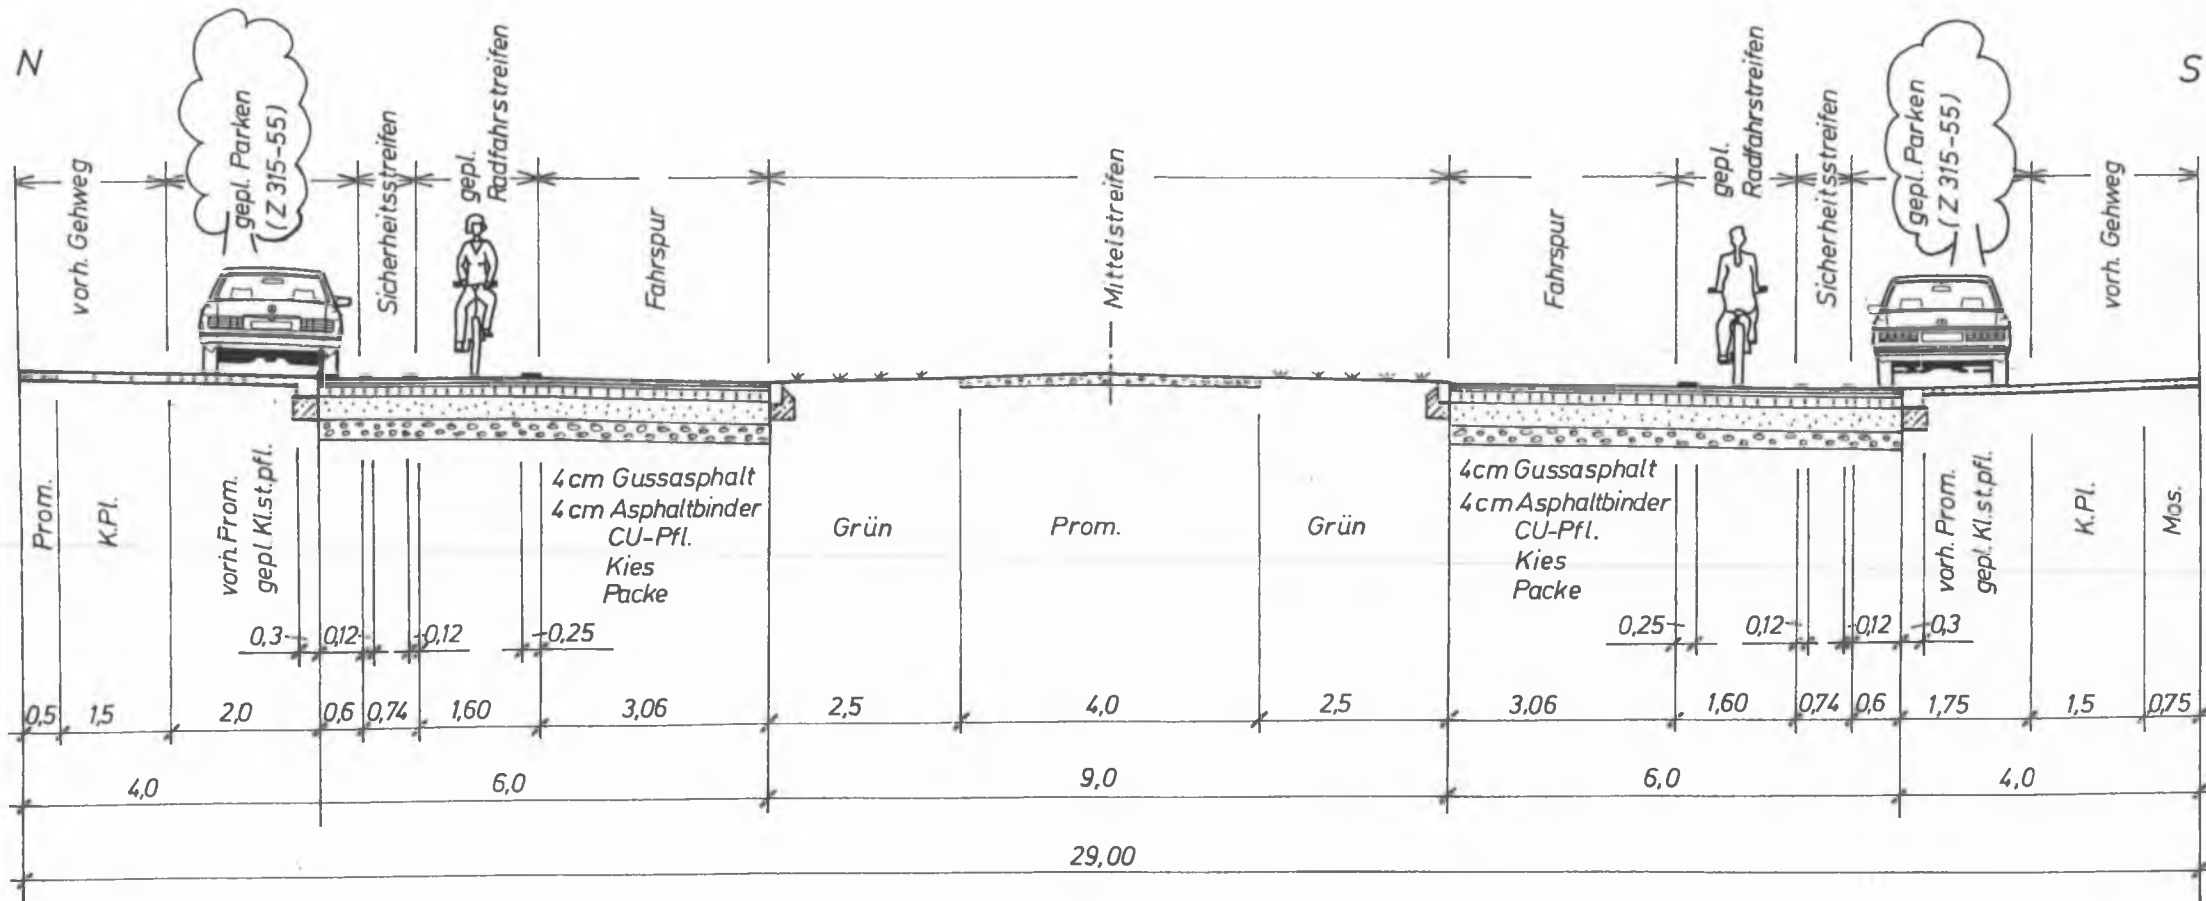 N
S
vorh. Gehweg
gepl. Parken
(Z 315-55)
Sicherheitsstreifen
gepl.
Radfahrstreifen
Fahrspur
Mittelstreifen
Fahrspur
gepl.
Radfahrstreifen
Sicherheitsstreifen
gepl. Parken
(Z 315-55)
vorh. Gehweg
Prom.
K.Pl.
vorh. Prom.
gepl. Kl.st.pfl.
4cm Gussasphalt
4cm Asphaltbinder
CU-Pfl.
Kies
Packe
Grün
Prom.
Grün
4cm Gussasphalt
4cm Asphaltbinder
CU-Pfl.
Kies
Packe
vorh. Prom.
gepl. Kl.st.pfl.
K.Pl.
Mos.
0,3 0,12 0,12 0,25 0,25 0,12 0,12 0,3
0,5 1,5 2,0 0,6 0,74 1,60 3,06 2,5 4,0 2,5 3.06 1,60 0,74 0,6 1,75 1,5 0,75
4,0 6,0 9,0 6,0 4,0
29,00